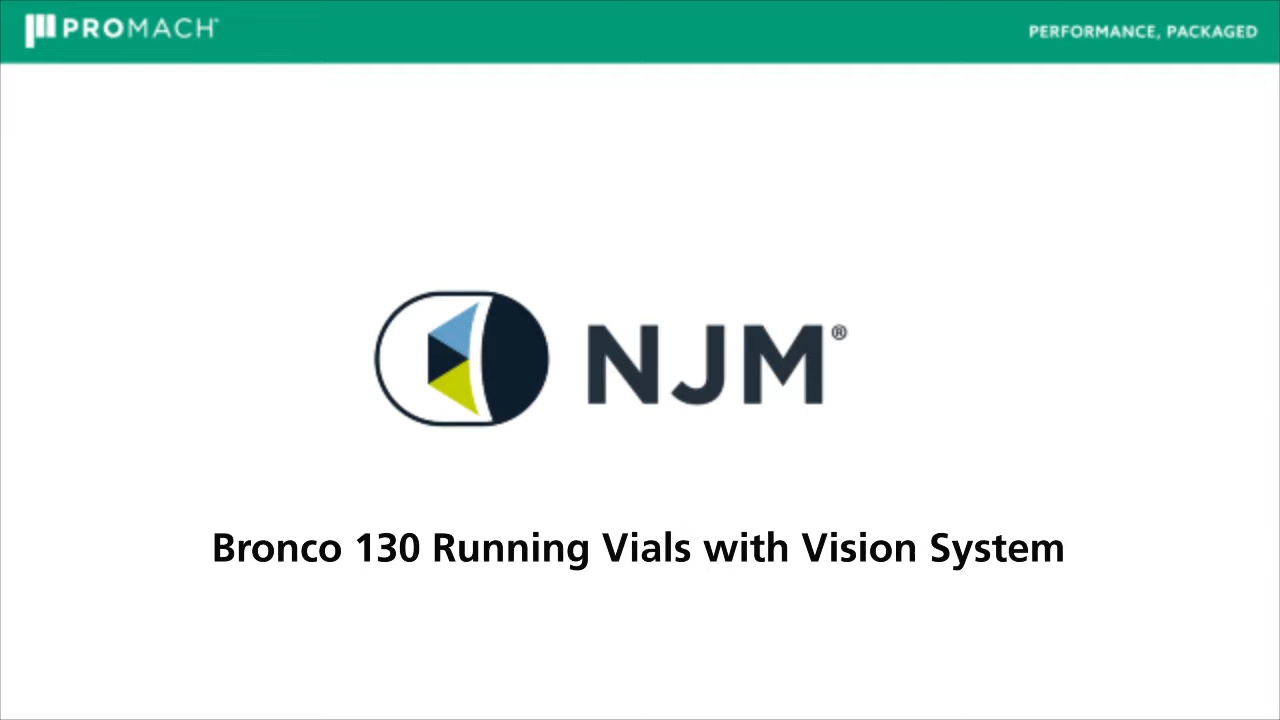 PROMACH®
PERFORMANCE, PACKAGED
NJM®
Bronco 130 Running Vials with Vision System